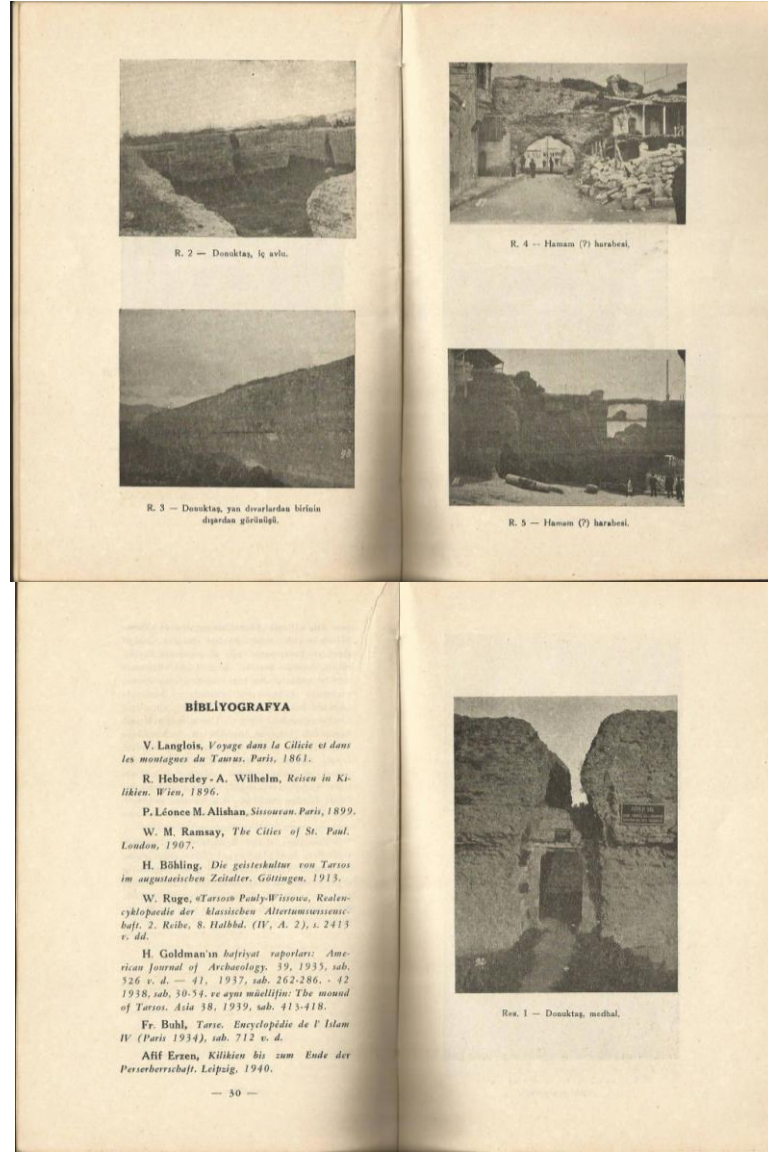 R. 2 — Donuktaş, iç avlu.
R. 3 — Donuktaş, yan dıvarlardan birinin
dışardan görünüşü.
R. 4 -- Hamam (?) harabesi.
R. 5 — Hamam (?) harabesi.
BİBLİYOGRAFYA
V. Langlois, Voyage dans la Cilicie et dans
les montagnes du Taurus. Paris, 1861.
R. Heberdey - A. Wilhelm, Reisen in Ki-
likien. Wien, 1896.
P. Léonce M. Alishan, Sissouvan. Paris, 1899.
W. M. Ramsay, The Cities of St. Paul.
London, 1907.
H. Böhling, Die geisteskultur von Tarsos
im augustaeischen Zeitalter. Göttingen, 1913.
W. Ruge, «Tarsos» Pauly-Wissowa, Realen-
cyklopaedie der klassischen Altertumswissensc-
haft. 2. Reihe, 8. Halbbd. (IV, A. 2), s. 2413
v. dd.
H. Goldman'ın hafriyat raporları: Ame-
rican Journal of Archaeology. 39, 1935, sah.
526 v. d. — 41, 1937, sah. 262-286. - 42
1938, sah, 30-54. ve aynı müellifin: The mound
of Tarsos. Asia 38, 1939, sah. 413-418.
Fr. Buhl, Tarse. Encyclopédie de l' Islam
IV (Paris 1934), sah. 712 v. d.
Afif Erzen, Kilikien bis zum Ende der
Perserherrschaft. Leipzig, 1940.
— 30 —
Res. 1 — Donuktaş, medhal.